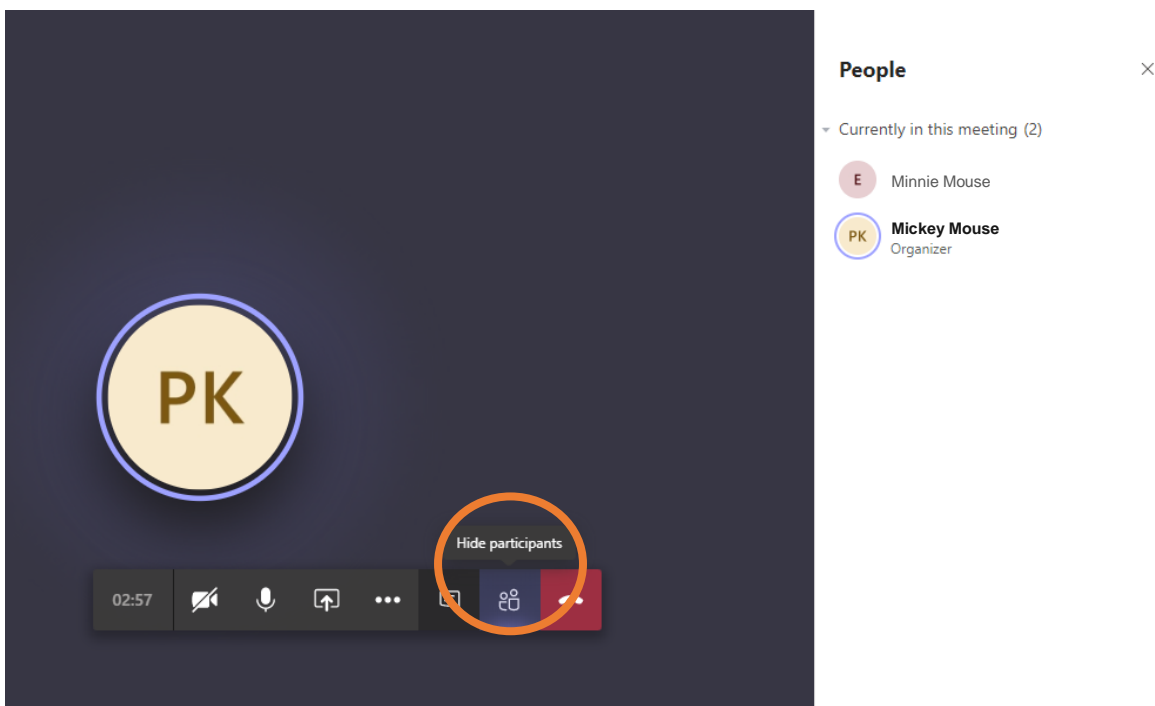 People
Currently in this meeting (2)
E
Minnie Mouse
PK
Mickey Mouse
Organizer
PK
Hide participants
02:57